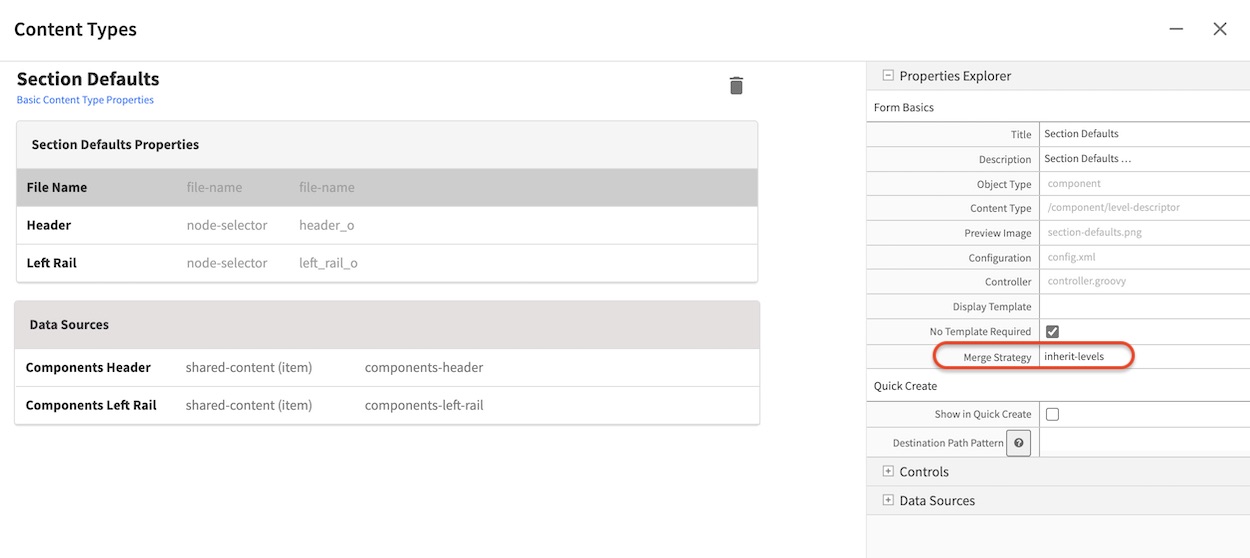 Content Types
Section Defaults
Basic Content Type Properties
Section Defaults Properties
File Name file-name file-name
Header node-selector header_o
Left Rail node-selector left_rail_o
Data Sources
Components Header shared-content (item) components-header
Components Left Rail shared-content (item) components-left-rail
Properties Explorer
Form Basics
Title Section Defaults
Description Section Defaults ...
Object Type component
Content Type /component/level-descriptor
Preview Image section-defaults.png
Configuration config.xml
Controller controller.groovy
Display Template
No Template Required
Merge Strategy inherit-levels
Quick Create
Show in Quick Create
Destination Path Pattern ?
Controls
Data Sources